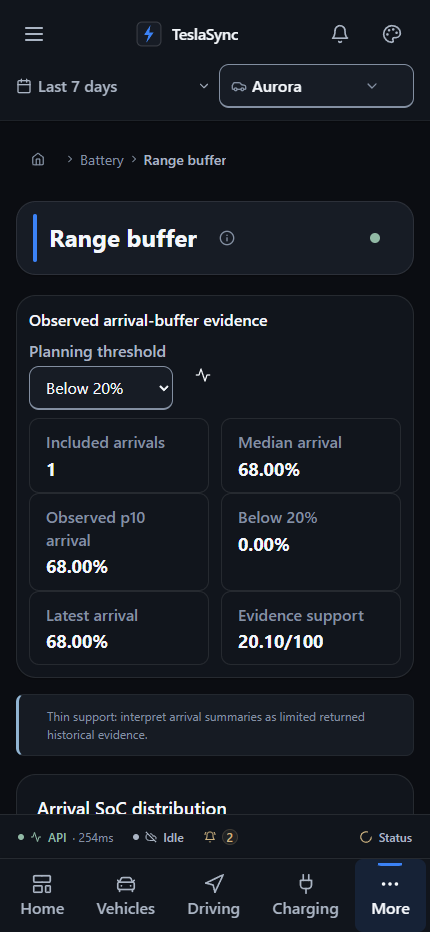 TeslaSync
Last 7 days
Aurora
Battery
Range buffer
Range buffer
Observed arrival-buffer evidence
Planning threshold
Below 20%
Included arrivals
1
Median arrival
68.00%
Observed p10
arrival
68.00%
Below 20%
0.00%
Latest arrival
68.00%
Evidence support
20.10/100
Thin support: interpret arrival summaries as limited returned
historical evidence.
Arrival SoC distribution
API · 254ms
Idle
2
Status
Home
Vehicles
Driving
Charging
More